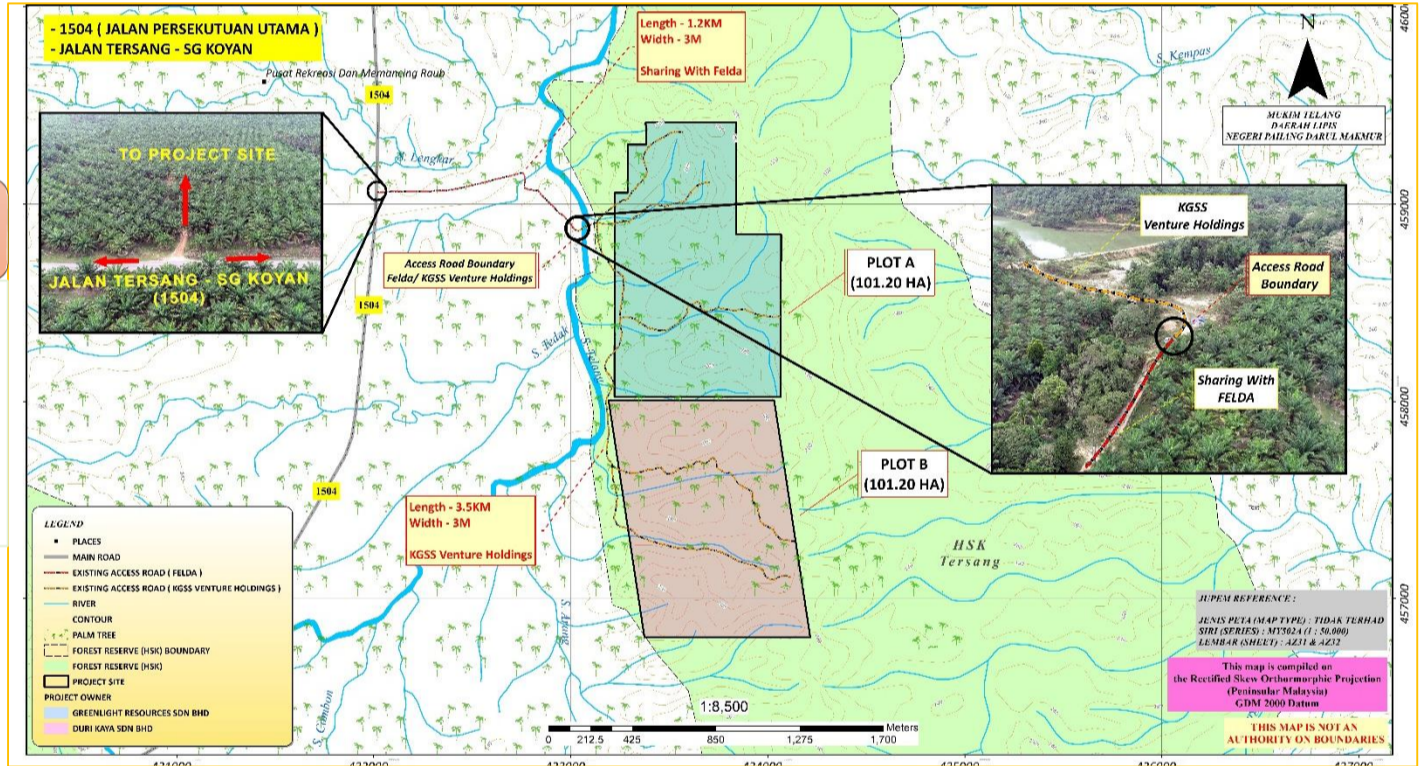 - 1504 ( JALAN PERSEKUTUAN UTAMA )
- JALAN TERSANG - SG KOYAN
Pusat Rekreasi Dan Memancing Raub
1504
Length - 1.2KM
Width - 3M
Sharing With Felda
S. Kempas
N
MUKIM TELANG
DAERAH LIPIS
NEGERI PAHANG DARUL MAKMUR
TO PROJECT SITE
JALAN TERSANG - SG KOYAN
(1504)
S. Lengkar
Access Road Boundary
Felda/ KGSS Venture Holdings
1504
S. Tedak
S. Telang
PLOT A
(101.20 HA)
KGSS
Venture Holdings
Access Road
Boundary
Sharing With
FELDA
459000
458000
457000
PLOT B
(101.20 HA)
1504
Length - 3.5KM
Width - 3M
KGSS Venture Holdings
HSK
Tersang
LEGEND
PLACES
MAIN ROAD
EXISTING ACCESS ROAD ( FELDA )
EXISTING ACCESS ROAD ( KGSS VENTURE HOLDINGS )
RIVER
CONTOUR
PALM TREE
FOREST RESERVE (HSK) BOUNDARY
FOREST RESERVE (HSK)
PROJECT SITE
PROJECT OWNER
GREENLIGHT RESOURCES SDN BHD
DURI KAYA SDN BHD
JUPEM REFERENCE :
JENIS PETA (MAP TYPE) : TIDAK TERHAD
SIRI (SERIES) : MY502A (1 : 50,000)
LEMBAR (SHEET) : AZ31 & AZ32
This map is compiled on
the Rectified Skew Orthormorphic Projection
(Peninsular Malaysia)
GDM 2000 Datum
THIS MAP IS NOT AN
AUTHORITY ON BOUNDARIES
1:8,500
Meters
0 212.5 425 850 1,275 1,700